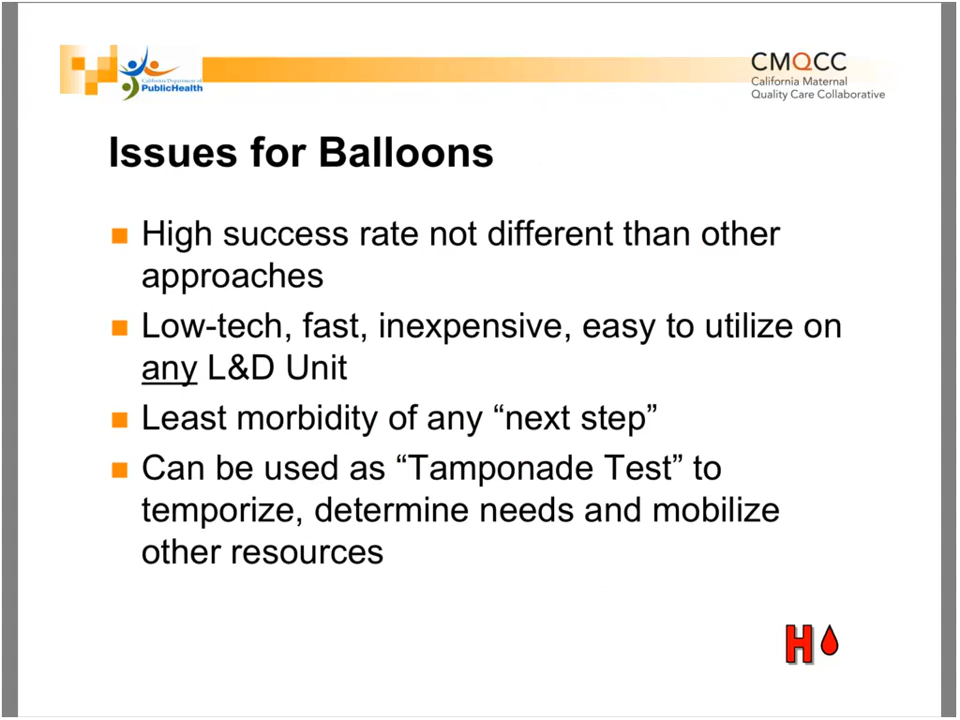 California Department of
PublicHealth
CMQCC
California Maternal
Quality Care Collaborative
Issues for Balloons
High success rate not different than other
approaches
Low-tech, fast, inexpensive, easy to utilize on
any L&D Unit
Least morbidity of any “next step”
Can be used as “Tamponade Test” to
temporize, determine needs and mobilize
other resources
H